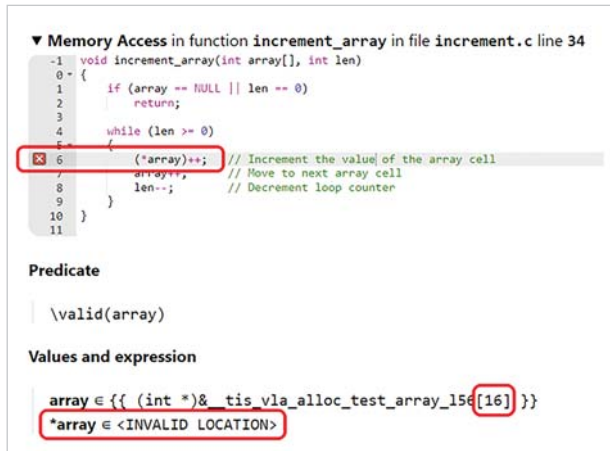 ▼ Memory Access in function increment_array in file increment.c line 34
-1 void increment_array(int array[], int len)
0 {
1 if (array == NULL || len == 0)
2 return;
3
4 while (len >= 0)
5 {
6 (*array)++; // Increment the value of the array cell
7 array++; // Move to next array cell
8 len--; // Decrement loop counter
9 }
10 }
11
Predicate
\valid(array)
Values and expression
array ∈ {{ (int *)&__tis_vla_alloc_test_array_l56[16] }}
*array ∈ <INVALID LOCATION>